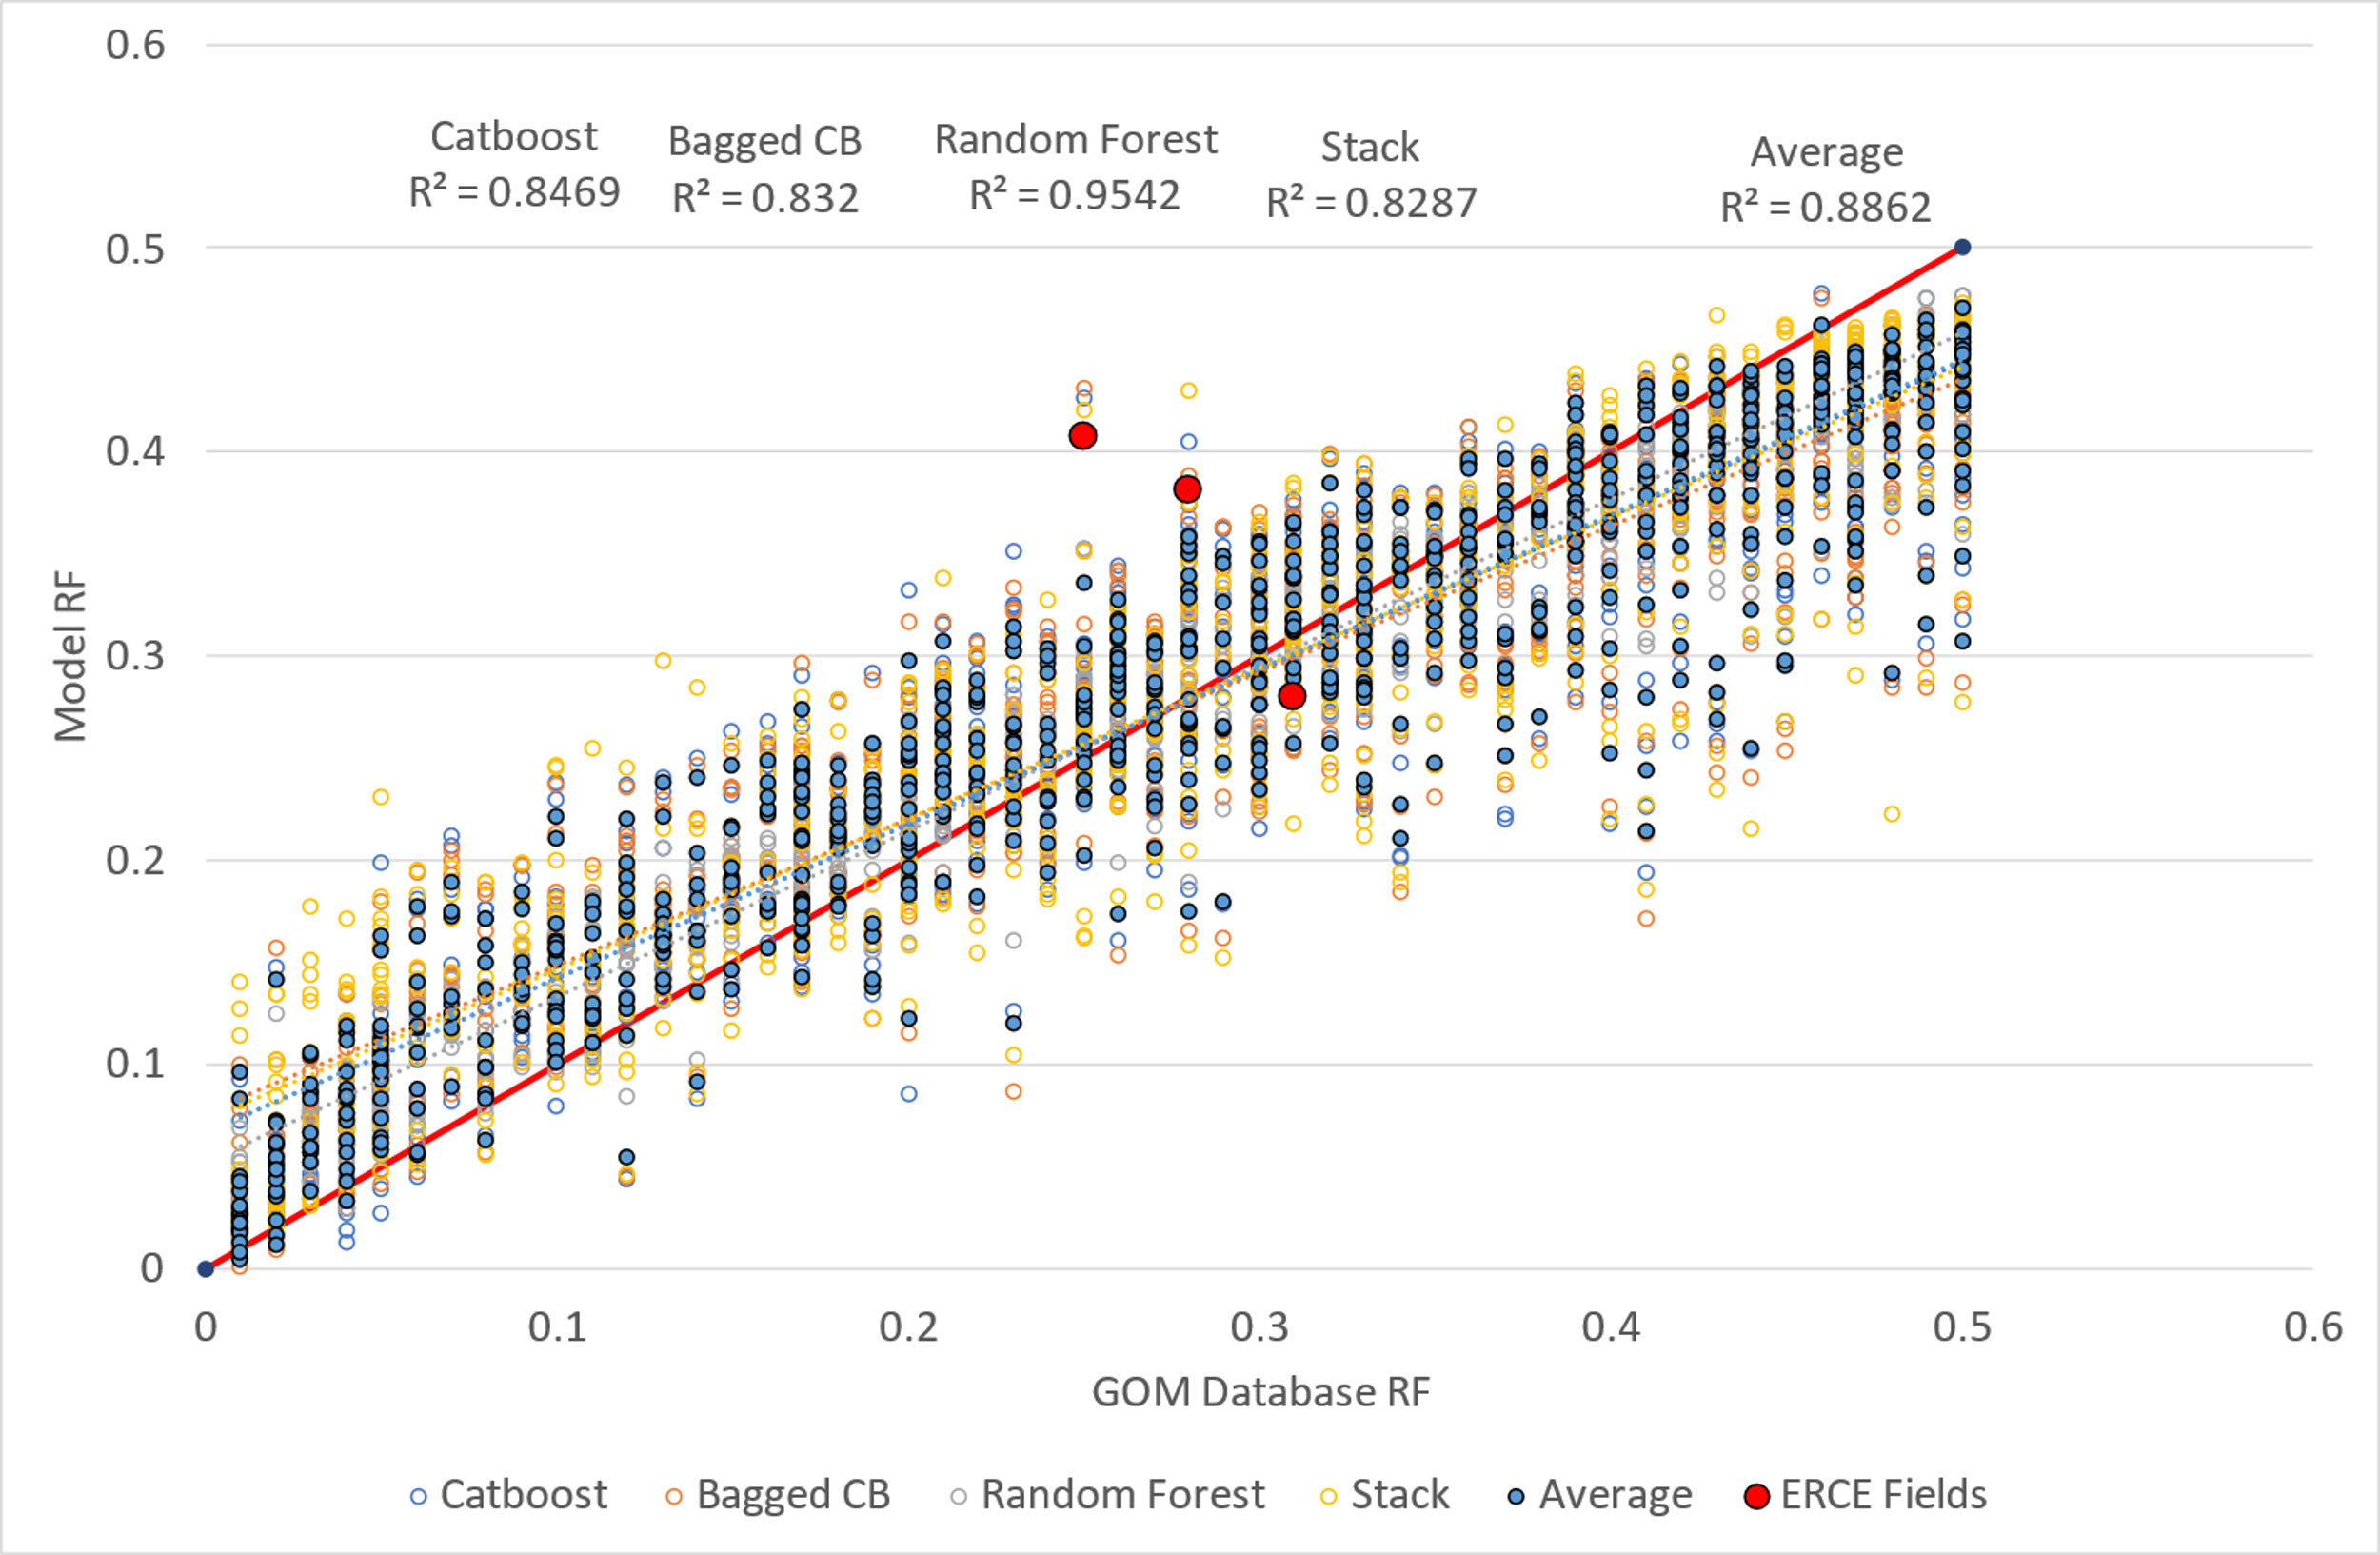 0.6
Catboost
R² = 0.8469
Bagged CB
R² = 0.832
Random Forest
R² = 0.9542
Stack
R² = 0.8287
Average
R² = 0.8862
0.5
0.4
0.3
0.2
0.1
0
Model RF
0 0.1 0.2 0.3 0.4 0.5 0.6
GOM Database RF
Catboost Bagged CB Random Forest Stack Average ERCE Fields